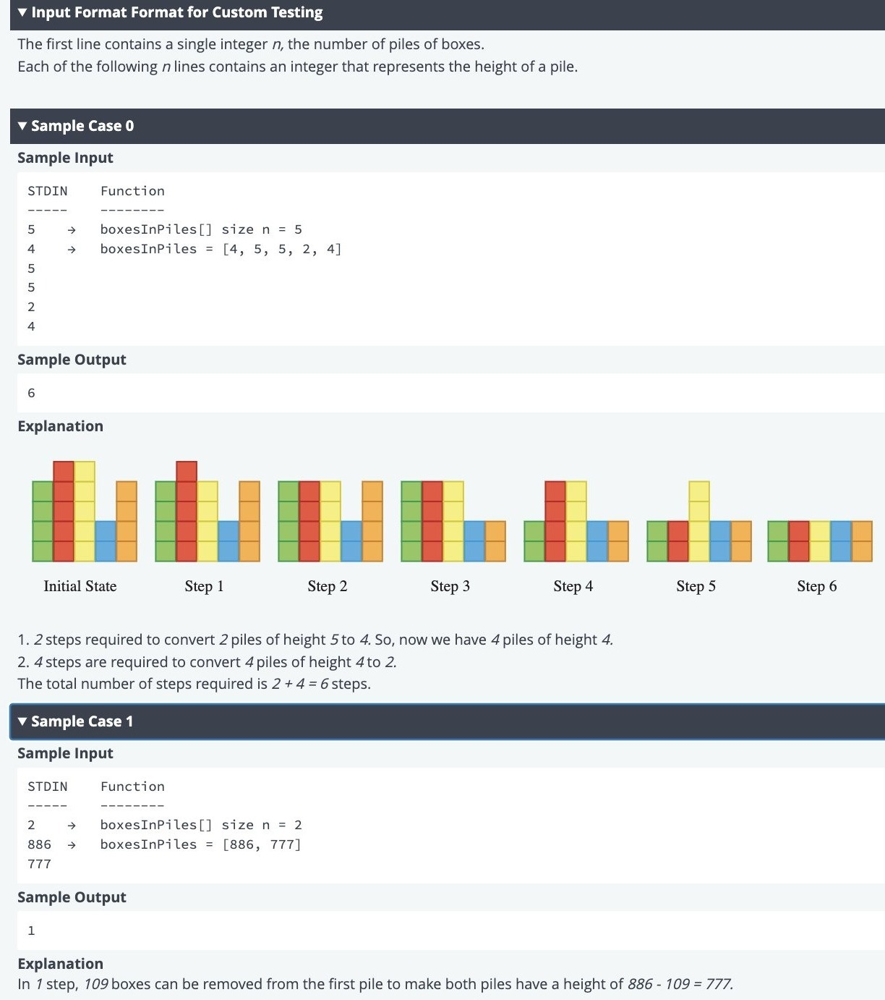 ▼ Input Format Format for Custom Testing
The first line contains a single integer n, the number of piles of boxes.
Each of the following n lines contains an integer that represents the height of a pile.
▼ Sample Case 0
Sample Input
STDIN Function
----- --------
5 → boxesInPiles[] size n = 5
4 → boxesInPiles = [4, 5, 5, 2, 4]
5
5
2
4
Sample Output
6
Explanation
Initial State Step 1 Step 2 Step 3 Step 4 Step 5 Step 6
1. 2 steps required to convert 2 piles of height 5 to 4. So, now we have 4 piles of height 4.
2. 4 steps are required to convert 4 piles of height 4 to 2.
The total number of steps required is 2 + 4 = 6 steps.
▼ Sample Case 1
Sample Input
STDIN Function
----- --------
2 → boxesInPiles[] size n = 2
886 → boxesInPiles = [886, 777]
777
Sample Output
1
Explanation
In 1 step, 109 boxes can be removed from the first pile to make both piles have a height of 886 - 109 = 777.